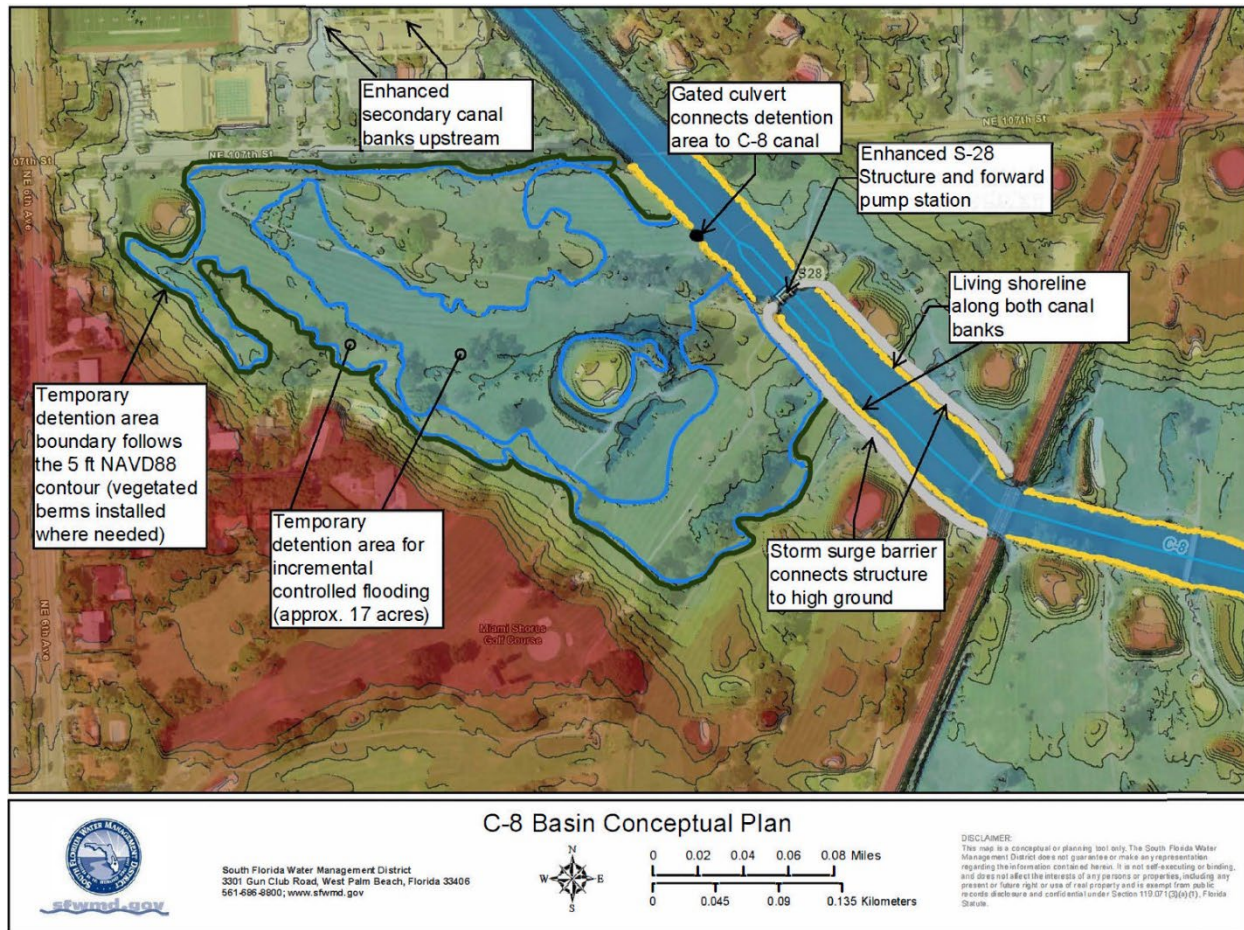 Enhanced
secondary canal
banks upstream
Gated culvert
connects detention
area to C-8 canal
NE 107th St
Enhanced S-28
Structure and forward
pump station
07th St
NE 107th St
NE 6th Ave
S28
Living shoreline
along both canal
banks
Temporary
detention area
boundary follows
the 5 ft NAVD88
contour (vegetated
berms installed
where needed)
Temporary
detention area for
incremental
controlled flooding
(approx. 17 acres)
Storm surge barrier
connects structure
to high ground
C-8
NE 6th Ave
Miami Shores
Golf Course
C-8 Basin Conceptual Plan
SOUTH FLORIDA WATER MANAGEMENT DISTRICT
sfwmd.gov
South Florida Water Management District
3301 Gun Club Road, West Palm Beach, Florida 33406
561-686-8800; www.sfwmd.gov
N
W E
S
0 0.02 0.04 0.06 0.08 Miles
0 0.045 0.09 0.135 Kilometers
DISCLAIMER:
This map is a conceptual or planning tool only. The South Florida Water
Management District does not guarantee or make any representation
regarding the information contained herein. It is not self-executing or binding,
and does not affect the interests of any persons or properties, including any
present or future right or use of real property and is exempt from public
records disclosure and confidential under Section 119.071(3)(a)(1), Florida
Statute.